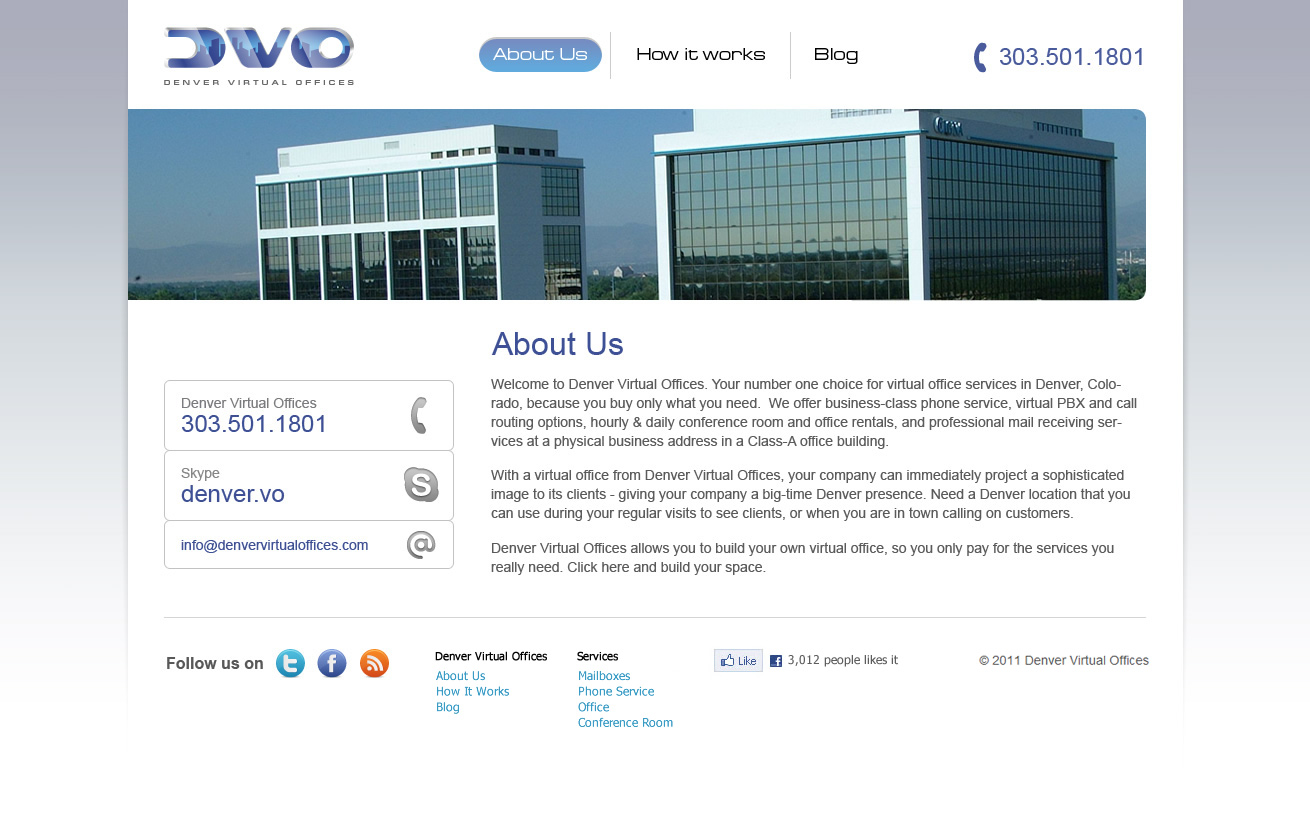 DVO
DENVER VIRTUAL OFFICES
About Us
How it works
Blog
303.501.1801
About Us
Welcome to Denver Virtual Offices. Your number one choice for virtual office services in Denver, Colo-
rado, because you buy only what you need.  We offer business-class phone service, virtual PBX and call
routing options, hourly & daily conference room and office rentals, and professional mail receiving ser-
vices at a physical business address in a Class-A office building.
With a virtual office from Denver Virtual Offices, your company can immediately project a sophisticated
image to its clients - giving your company a big-time Denver presence. Need a Denver location that you
can use during your regular visits to see clients, or when you are in town calling on customers.
Denver Virtual Offices allows you to build your own virtual office, so you only pay for the services you
really need. Click here and build your space.
Denver Virtual Offices
303.501.1801
Skype
denver.vo
info@denvervirtualoffices.com
Follow us on
Denver Virtual Offices
About Us
How It Works
Blog
Services
Mailboxes
Phone Service
Office
Conference Room
Like
3,012 people likes it
© 2011 Denver Virtual Offices